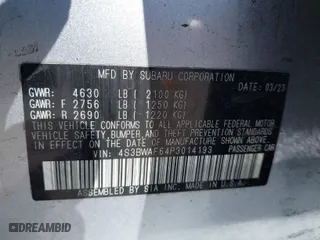 MFD BY SUBARU CORPORATION
DATE: 03/23
GVWR: 4630 LB ( 2100 KG)
GAWR: F 2756 LB ( 1250 KG)
GAWR: R 2690 LB ( 1220 KG)
THIS VEHICLE CONFORMS TO ALL APPLICABLE FEDERAL MOTOR
VEHICLE SAFETY, BUMPER, AND THEFT PREVENTION STANDARDS
IN EFFECT ON THE DATE OF MANUFACTURE SHOWN ABOVE.
VIN: 4S3BWAF64P3014193
PASSENGER CAR
ASSEMBLED BY SIA INC. MADE IN U.S.A.